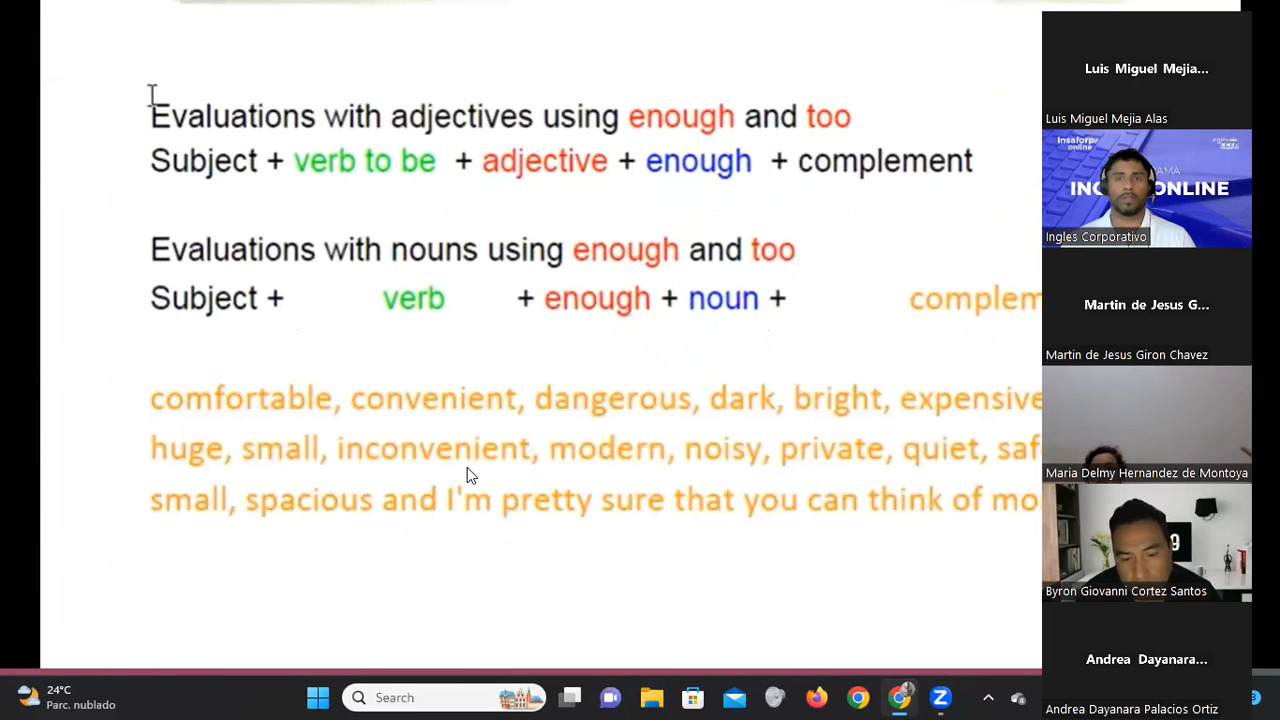 Evaluations with adjectives using enough and too
Subject + verb to be + adjective + enough + complement
Evaluations with nouns using enough and too
Subject + verb + enough + noun + complem
comfortable, convenient, dangerous, dark, bright, expensive
huge, small, inconvenient, modern, noisy, private, quiet, saf
small, spacious and I'm pretty sure that you can think of mo
Luis Miguel Mejia...
Luis Miguel Mejia Alas
Insaforp
online
INGLES ONLINE
Ingles Corporativo
Martin de Jesus G...
Martin de Jesus Giron Chavez
Maria Delmy Hernandez de Montoya
9
Byron Giovanni Cortez Santos
Andrea Dayanara...
Andrea Dayanara Palacios Ortiz
24°C
Parc. nublado
Search